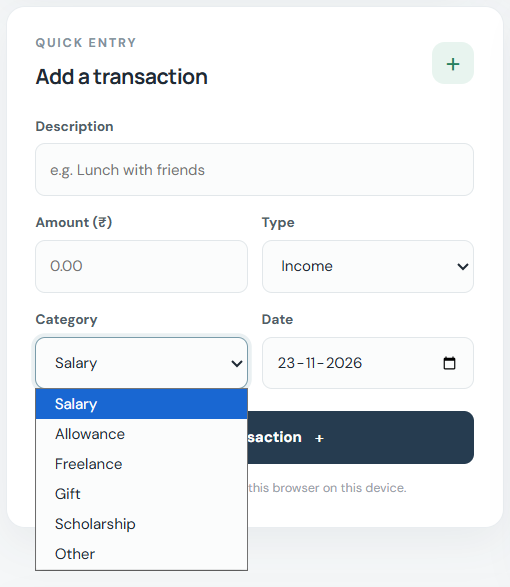 QUICK ENTRY
Add a transaction
+
Description
e.g. Lunch with friends
Amount (₹)
Type
0.00
Income
Category
Date
Salary
23-11-2026
Salary
Allowance
Freelance
Gift
Scholarship
Other
saction +
this browser on this device.